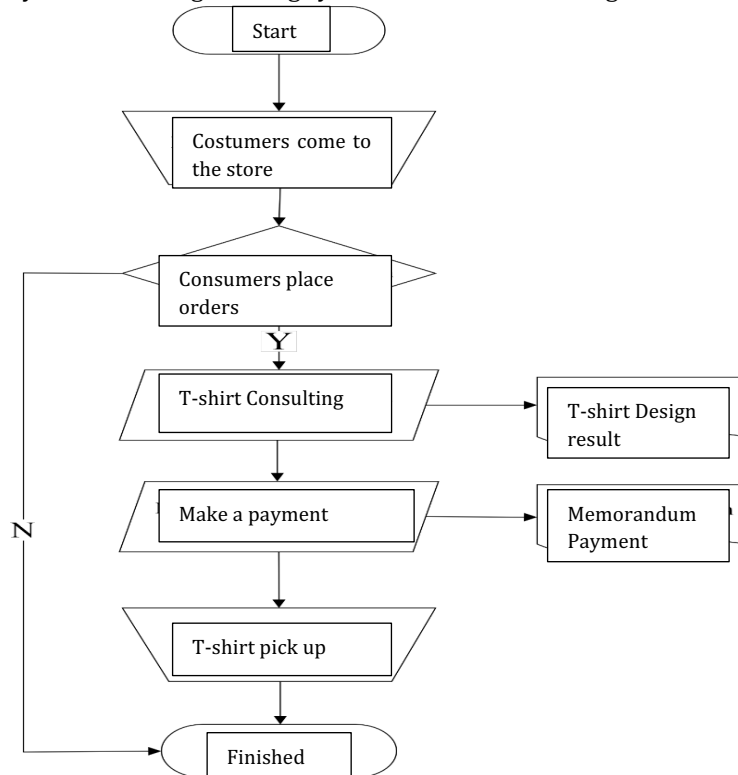 Start
Costumers come to
the store
Consumers place
orders
Y
T-shirt Consulting
T-shirt Design
result
Make a payment
Memorandum
Payment
N
T-shirt pick up
Finished